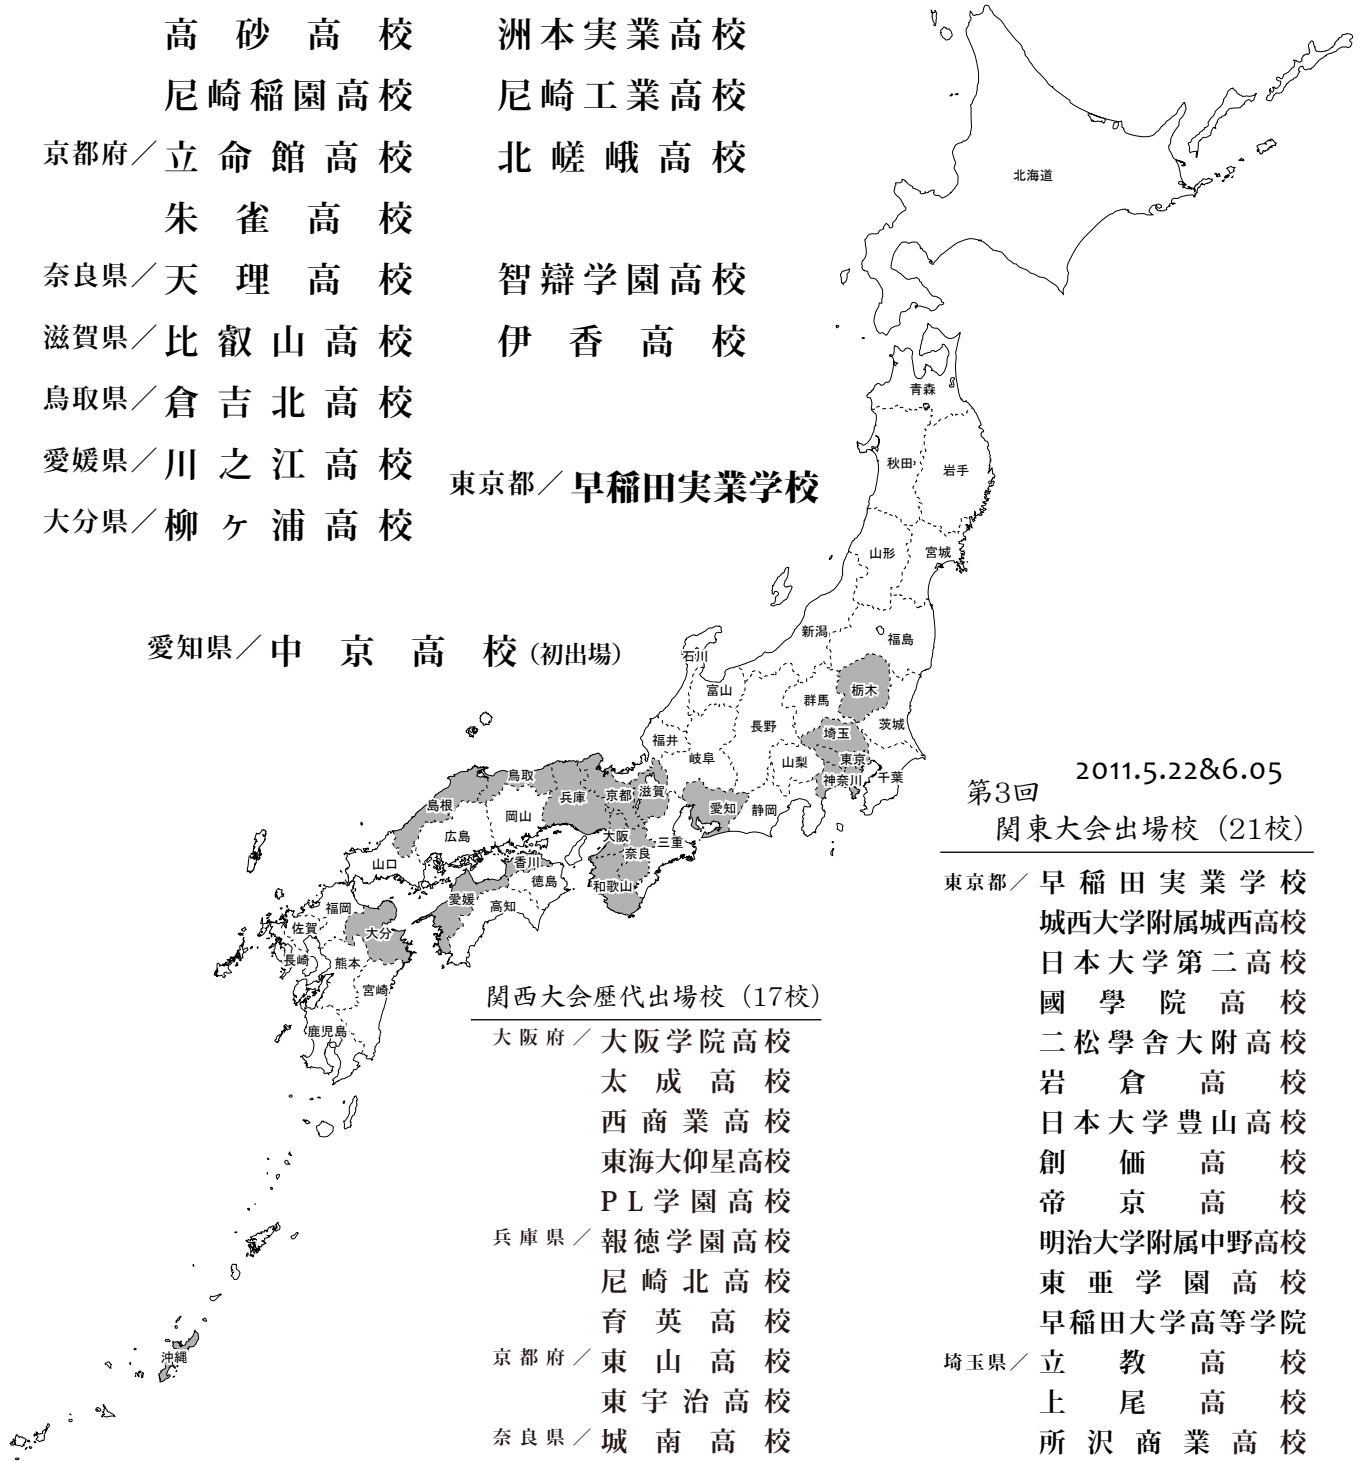 高砂高校 洲本実業高校
尼崎稲園高校 尼崎工業高校
京都府／立命館高校 北嵯峨高校
朱雀高校
奈良県／天理高校 智辯学園高校
滋賀県／比叡山高校 伊香高校
鳥取県／倉吉北高校
愛媛県／川之江高校
大分県／柳ヶ浦高校
東京都／早稲田実業学校
愛知県／中京高校（初出場）
北海道
青森
秋田
岩手
山形
宮城
新潟
福島
石川
富山
栃木
群馬
茨城
長野
埼玉
福井
岐阜
山梨
東京
神奈川
千葉
鳥取
兵庫
京都
滋賀
愛知
静岡
島根
岡山
広島
大阪
奈良
三重
山口
香川
徳島
和歌山
愛媛
高知
福岡
佐賀
大分
長崎
熊本
宮崎
鹿児島
沖縄
関西大会歴代出場校（17校）
大阪府／大阪学院高校
太成高校
西商業高校
東海大仰星高校
PL学園高校
兵庫県／報徳学園高校
尼崎北高校
育英高校
京都府／東山高校
東宇治高校
奈良県／城南高校
2011.5.22&6.05
第3回
関東大会出場校（21校）
東京都／早稲田実業学校
城西大学附属城西高校
日本大学第二高校
國學院高校
二松學舎大附高校
岩倉高校
日本大学豊山高校
創価高校
帝京高校
明治大学附属中野高校
東亜学園高校
早稲田大学高等学院
埼玉県／立教高校
上尾高校
所沢商業高校